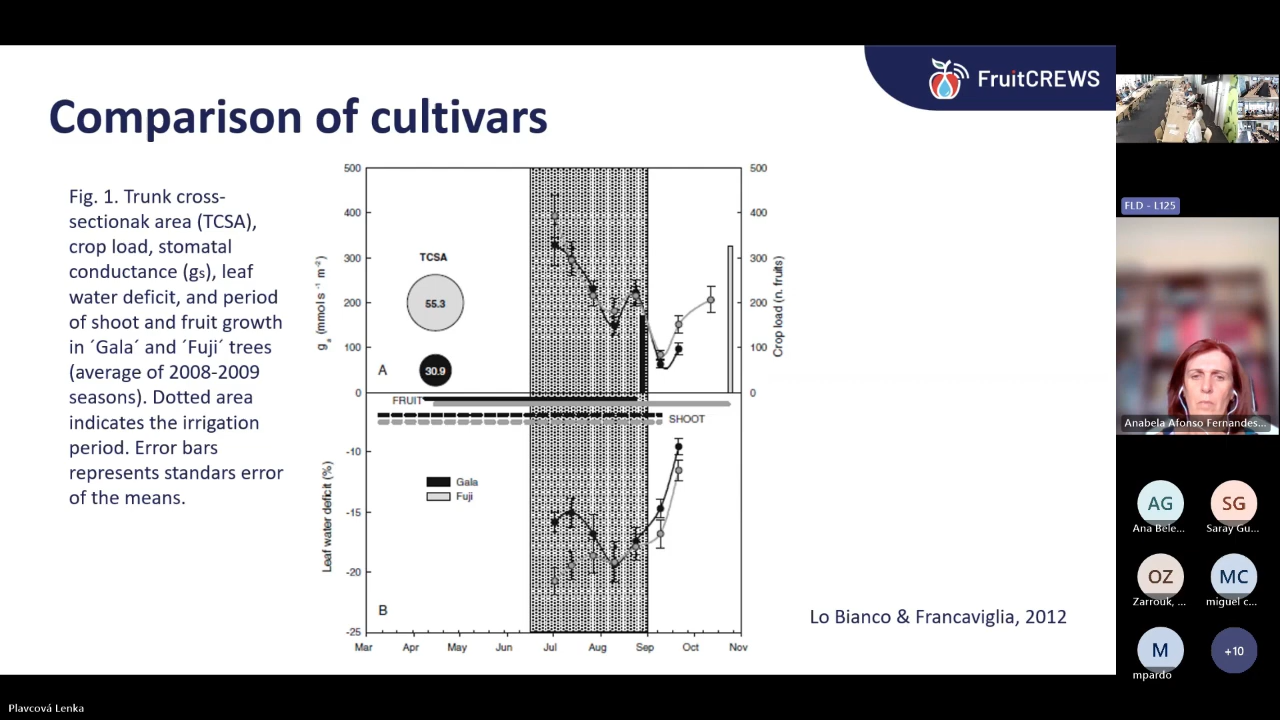 FruitCREWS
Comparison of cultivars
Fig. 1. Trunk cross-
sectionak area (TCSA),
crop load, stomatal
conductance (gs), leaf
water deficit, and period
of shoot and fruit growth
in ´Gala´ and ´Fuji´ trees
(average of 2008-2009
seasons). Dotted area
indicates the irrigation
period. Error bars
represents standars error
of the means.
500
400
300
200
100
0
gs (mmol s⁻¹ m⁻²)
TCSA
55.3
30.9
A
500
400
300
200
100
0
Crop load (n. fruits)
FRUIT
SHOOT
-10
-15
-20
-25
Leaf water deficit (%)
Gala
Fuji
B
Mar Apr May Jun Jul Aug Sep Oct Nov
Lo Bianco & Francaviglia, 2012
FLD - L125
Anabela Afonso Fernandes...
AG
Ana Bele...
SG
Saray Gu...
OZ
Zarrouk, ...
MC
miguel c...
M
mpardo
+10
Plavcová Lenka